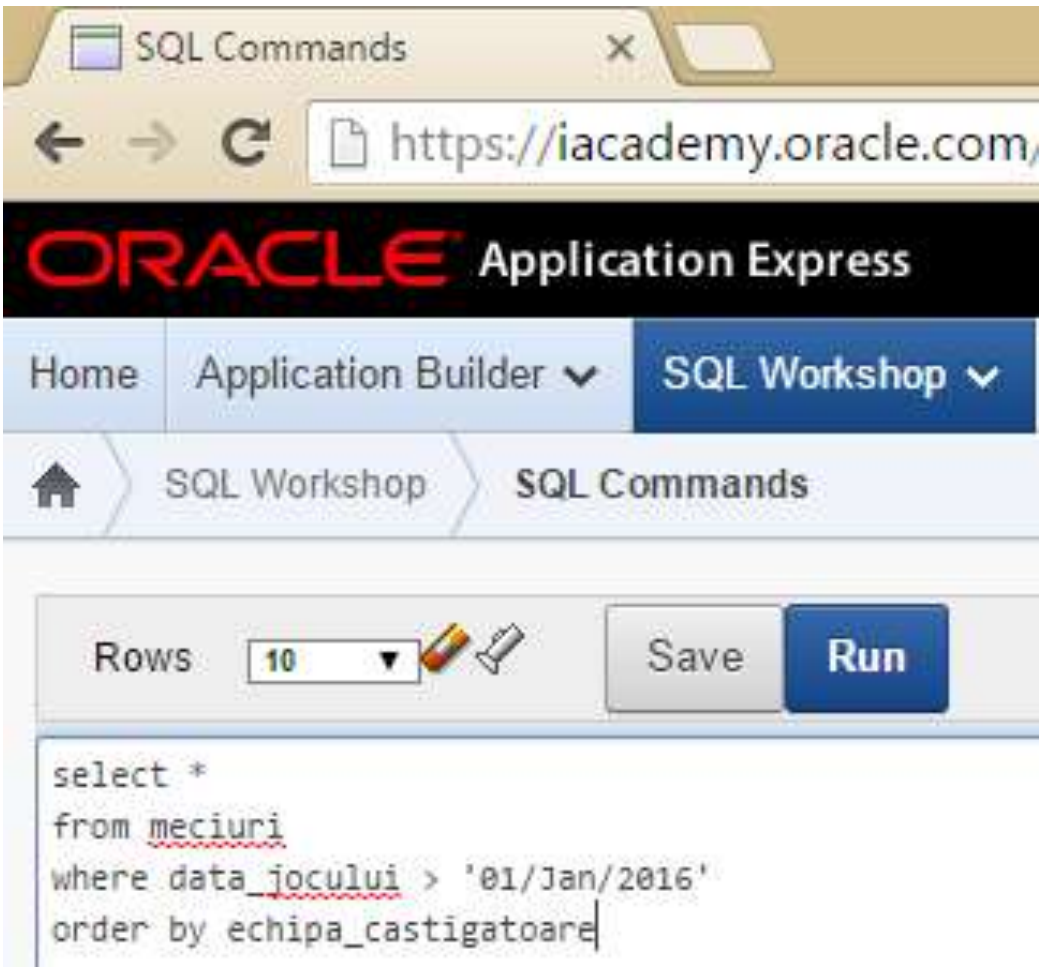 SQL Commands
https://iacademy.oracle.com/
ORACLE Application Express
Home Application Builder SQL Workshop
SQL Workshop SQL Commands
Rows 10 Save Run
select *
from meciuri
where data_jocului > '01/Jan/2016'
order by echipa_castigatoare